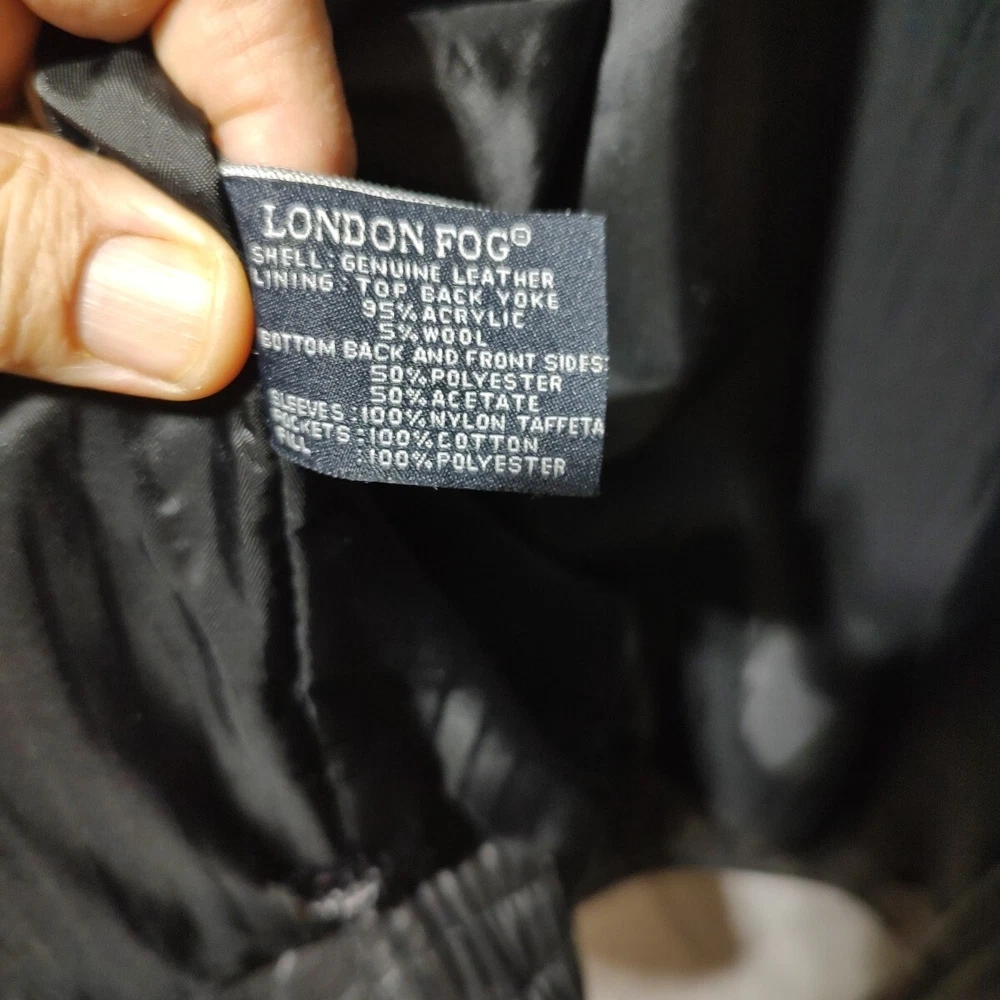 LONDON FOG®
SHELL : GENUINE LEATHER
LINING : TOP BACK YOKE
95% ACRYLIC
5% WOOL
BOTTOM BACK AND FRONT SIDES:
50% POLYESTER
50% ACETATE
SLEEVES :100% NYLON TAFFETA
POCKETS :100% COTTON
FILL :100% POLYESTER